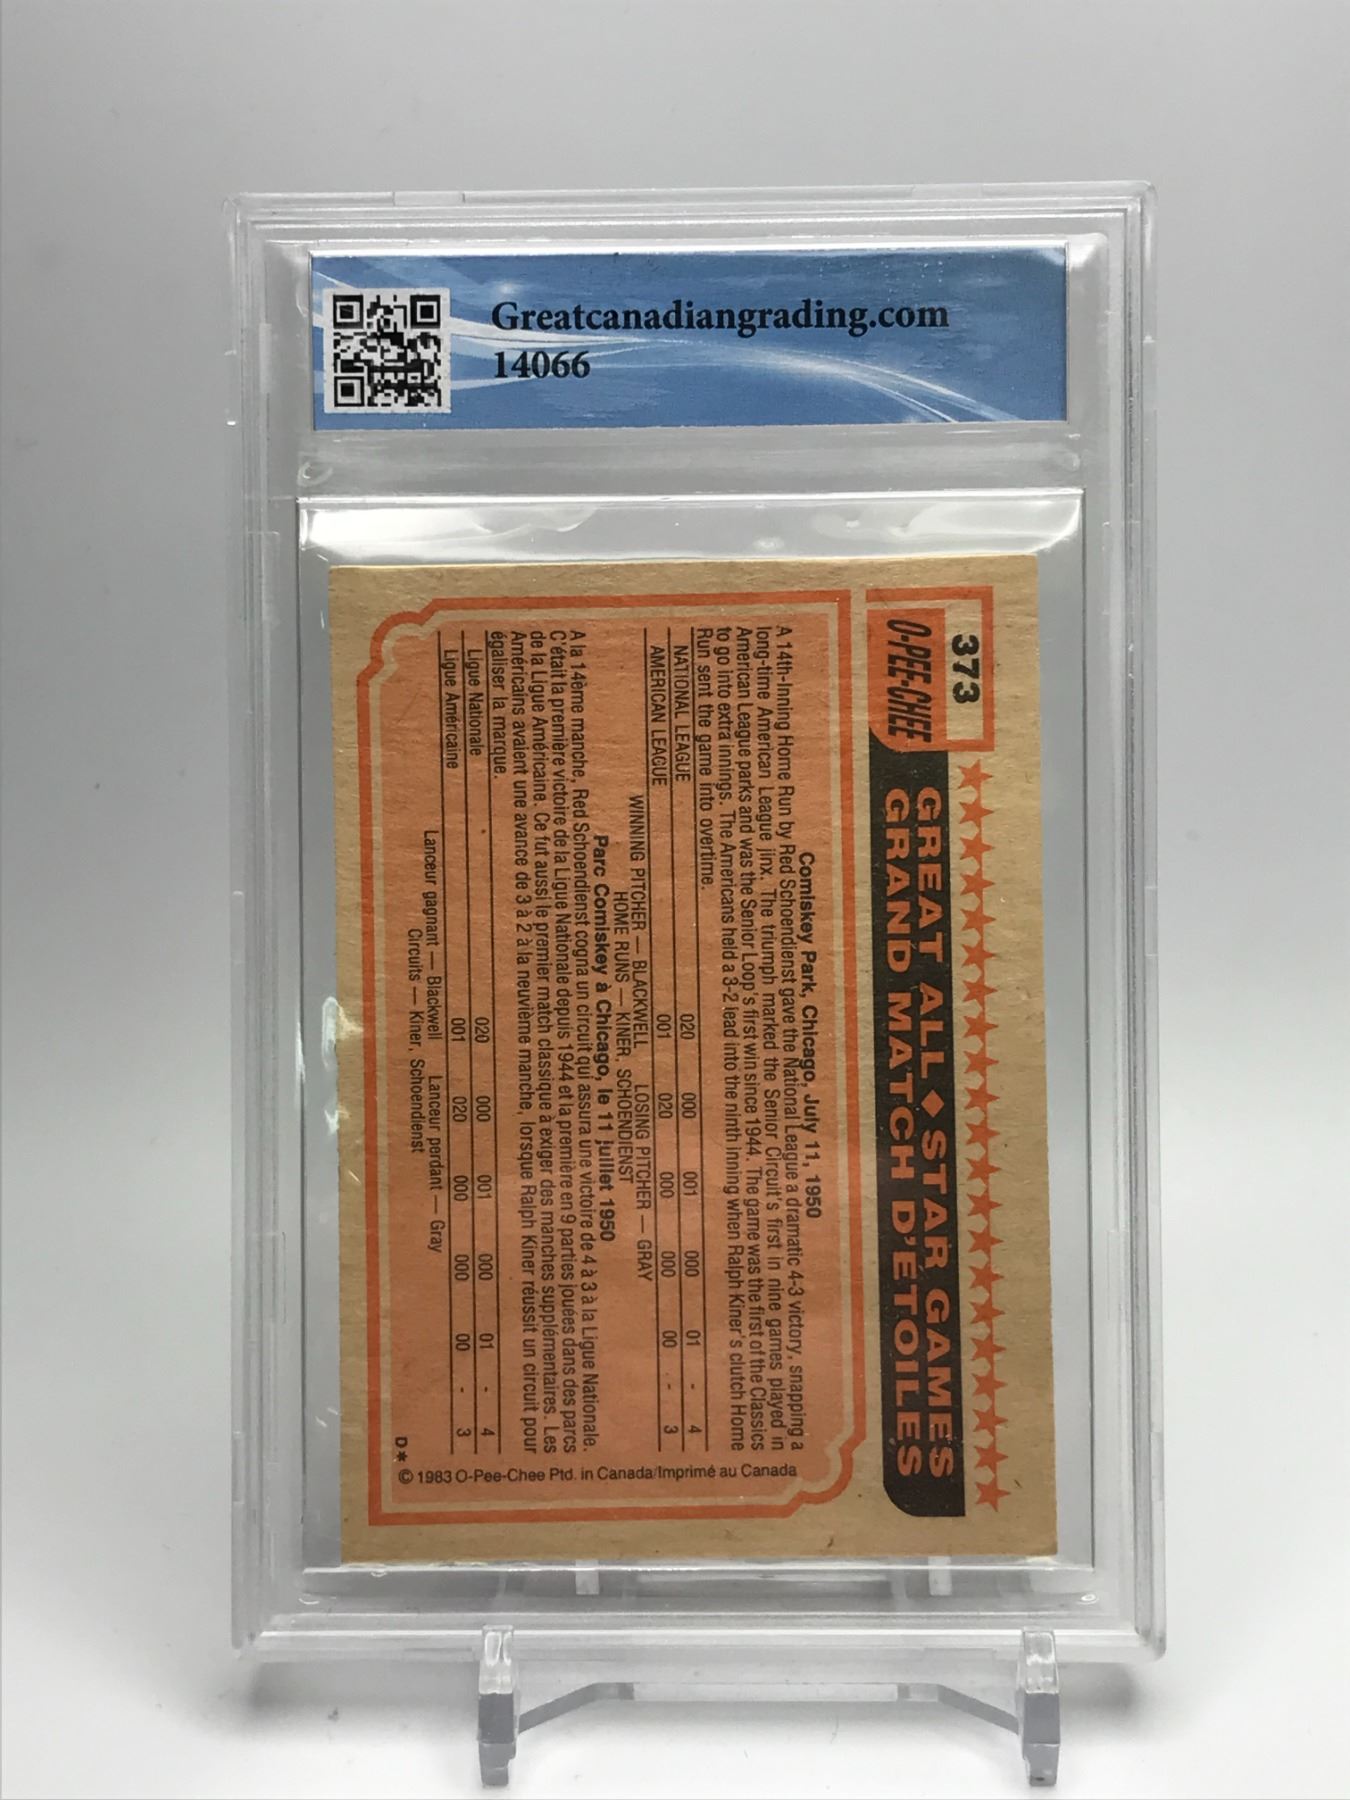 Greatcanadiangrading.com
14066
373
O-PEE-CHEE
GREAT ALL ◆ STAR GAMES
GRAND MATCH D'ETOILES
Comiskey Park, Chicago, July 11, 1950
A 14th-Inning Home Run by Red Schoendienst gave the National League a dramatic 4-3 victory, snapping a
long-time American League jinx. The triumph marked the Senior Circuit's first in nine games played in
American League parks and was the Senior Loop's first win since 1944. The game was the first of the Classics
to go into extra innings. The Americans held a 3-2 lead into the ninth inning when Ralph Kiner's clutch Home
Run sent the game into overtime.
NATIONAL LEAGUE 020 000 001 000 01 - 4
AMERICAN LEAGUE 001 020 000 000 00 - 3
WINNING PITCHER — BLACKWELL LOSING PITCHER — GRAY
HOME RUNS — KINER, SCHOENDIENST
Parc Comiskey à Chicago, le 11 juillet 1950
A la 14ème manche, Red Schoendienst cogna un circuit qui assura une victoire de 4 à 3 à la Ligue Nationale.
C'était la première victoire de la Ligue Nationale depuis 1944 et la première en 9 parties jouées dans des parcs
de la Ligue Américaine. Ce fut aussi le premier match classique à exiger des manches supplémentaires. Les
Américains avaient une avance de 3 à 2 à la neuvième manche, lorsque Ralph Kiner réussit un circuit pour
égaliser la marque.
Ligue Nationale 020 000 001 000 01 - 4
Ligue Américaine 001 020 000 000 00 - 3
Lanceur gagnant — Blackwell Lanceur perdant — Gray
Circuits — Kiner, Schoendienst
D*
© 1983 O-Pee-Chee Ptd. in Canada/Imprimé au Canada